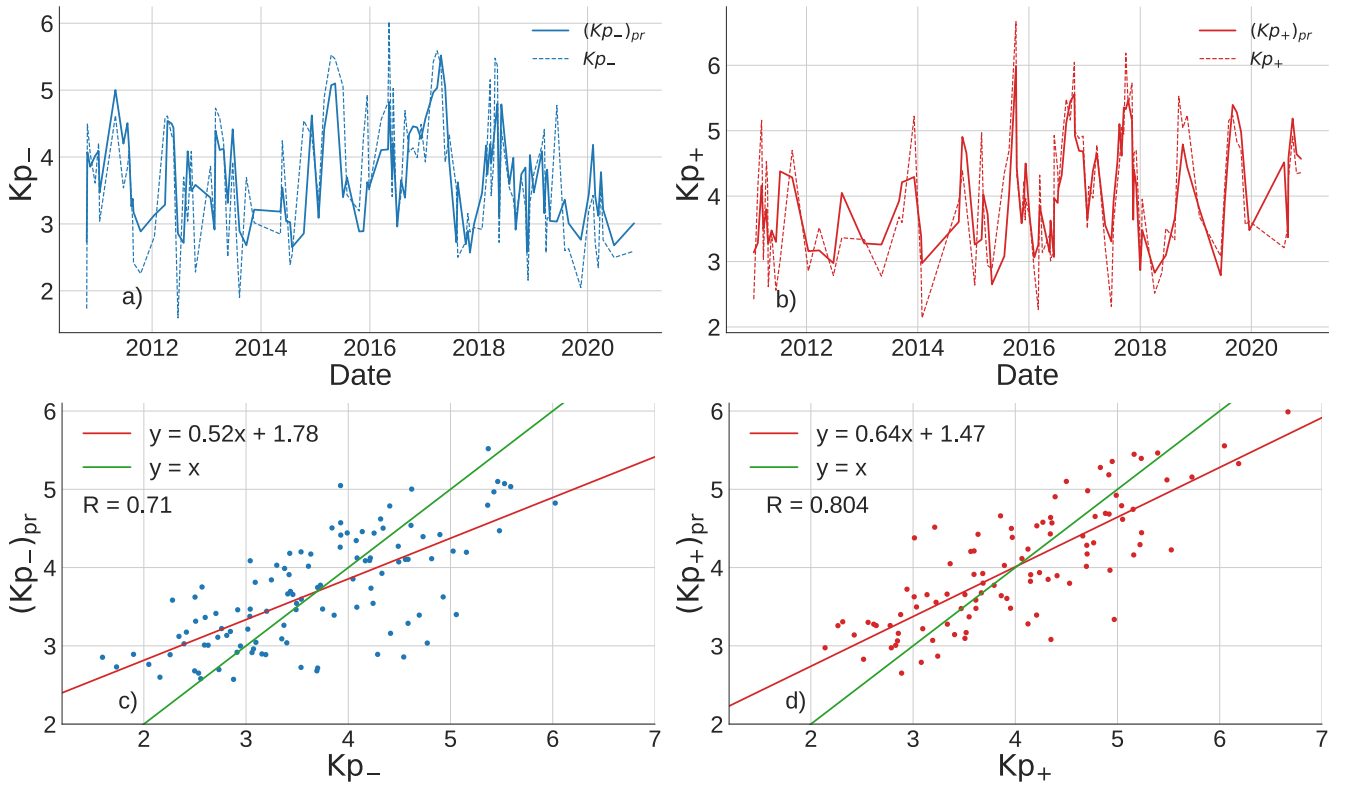 6
5
4
3
2
Kp₋
(Kp₋)ₚᵣ
Kp₋
a)
2012 2014 2016 2018 2020
Date
6
5
4
3
2
Kp₊
(Kp₊)ₚᵣ
Kp₊
b)
2012 2014 2016 2018 2020
Date
6
5
4
3
2
(Kp₋)ₚᵣ
y = 0.52x + 1.78
y = x
R = 0.71
c)
2 3 4 5 6 7
Kp₋
6
5
4
3
2
(Kp₊)ₚᵣ
y = 0.64x + 1.47
y = x
R = 0.804
d)
2 3 4 5 6 7
Kp₊